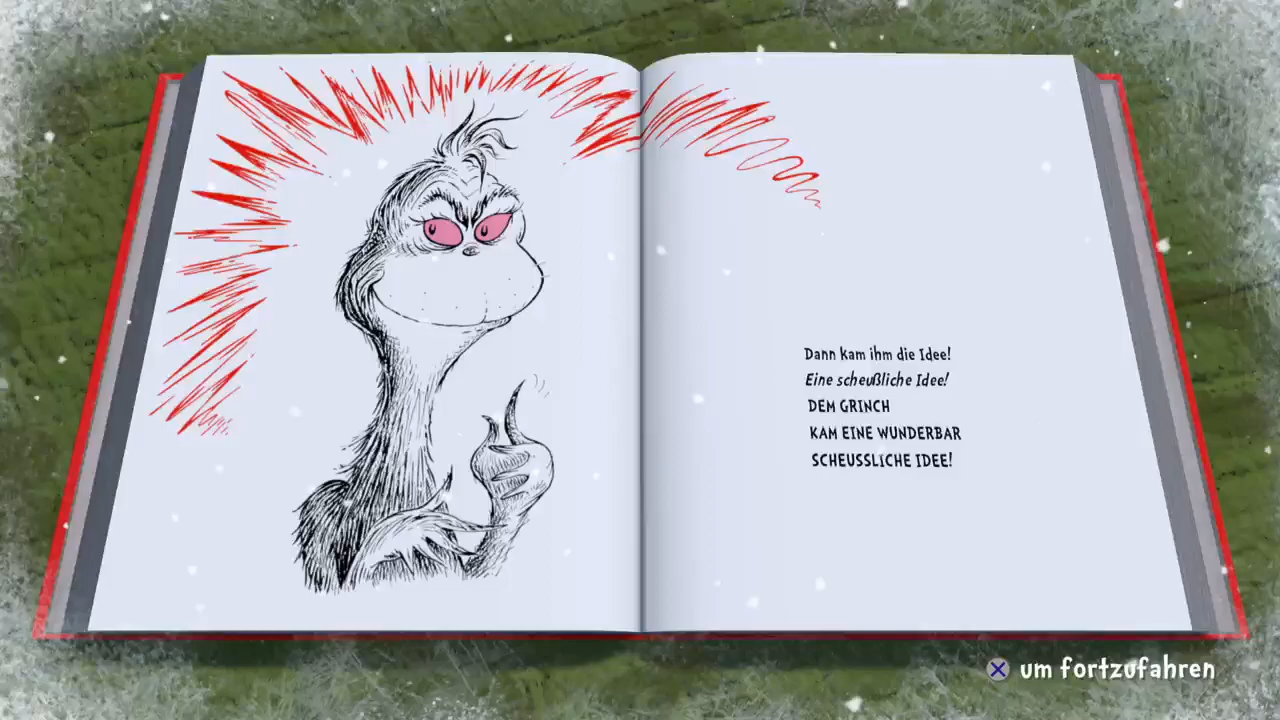 Dann kam ihm die Idee!
Eine scheußliche Idee!
DEM GRINCH
KAM EINE WUNDERBAR
SCHEUSSLICHE IDEE!
um fortzufahren